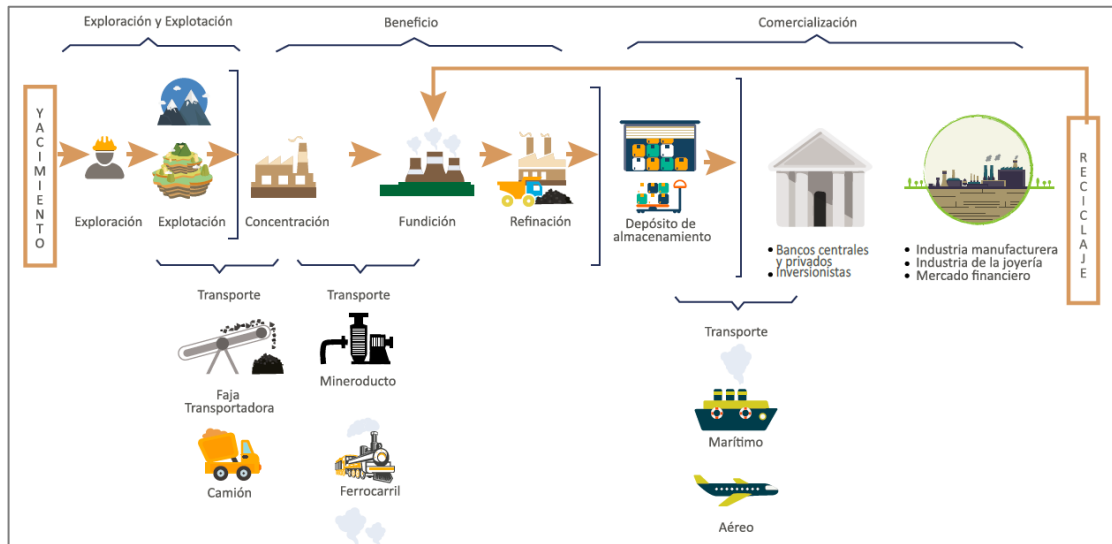 Exploración y Explotación
Beneficio
Comercialización
YACIMIENTO
Exploración
Explotación
Concentración
Fundición
Refinación
Depósito de
almacenamiento
• Bancos centrales
y privados
• Inversionistas
• Industria manufacturera
• Industria de la joyería
• Mercado financiero
RECICLAJE
Transporte
Transporte
Transporte
Faja
Transportadora
Camión
Mineroducto
Ferrocarril
Marítimo
Aéreo